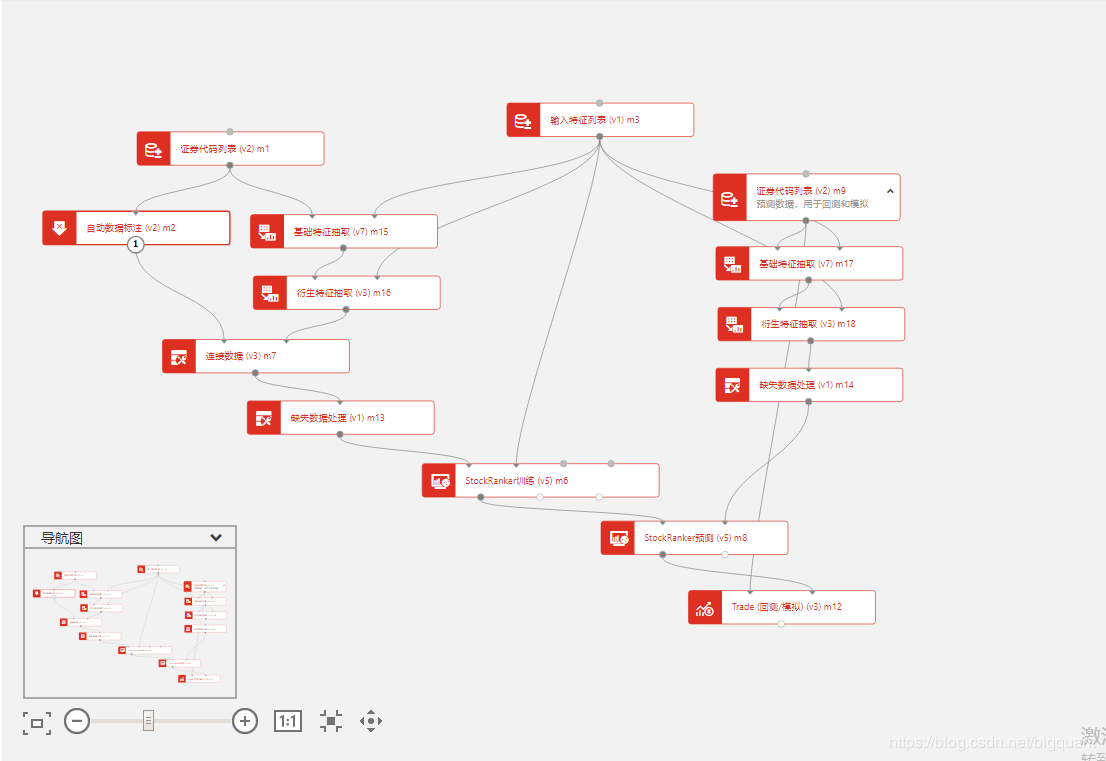 输入特征列表 (v1) m3
证券代码列表 (v2) m1
证券代码列表 (v2) m9
预测数据，用于回测和模拟
自动数据标注 (v2) m2
1
基础特征抽取 (v7) m15
基础特征抽取 (v7) m17
衍生特征抽取 (v3) m16
衍生特征抽取 (v3) m18
连接数据 (v3) m7
缺失数据处理 (v1) m14
缺失数据处理 (v1) m13
StockRanker训练 (v5) m6
StockRanker预测 (v5) m8
导航图
Trade (回测/模拟) (v3) m12
1:1
https://blog.csdn.net/bigquant
激活
转到